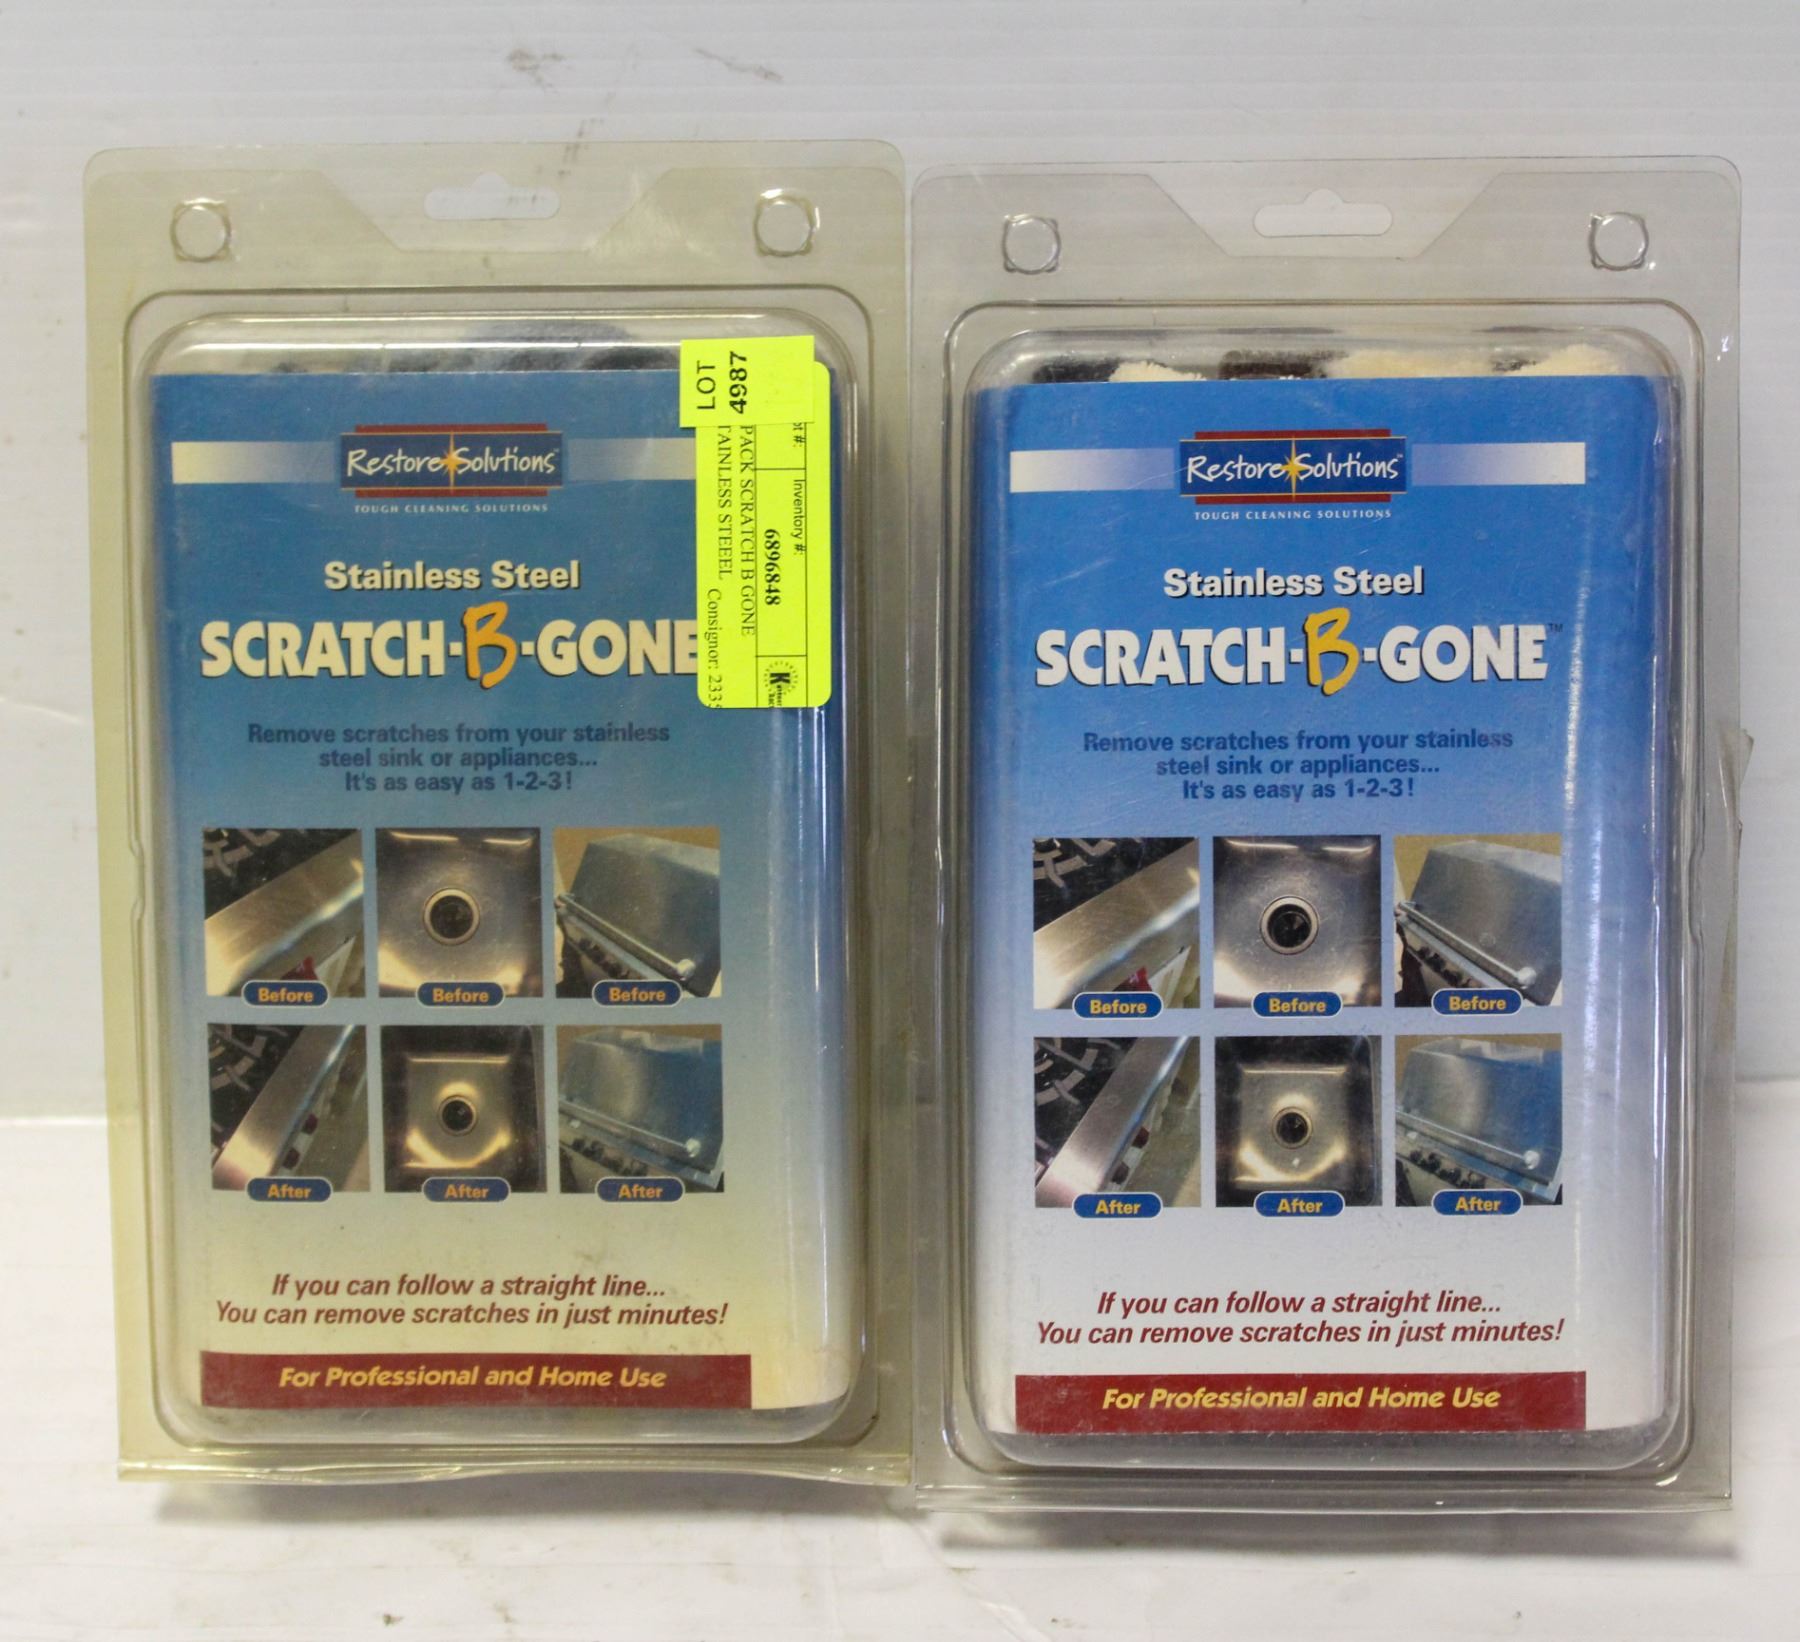 Restore Solutions
TOUGH CLEANING SOLUTIONS
Stainless Steel
SCRATCH-B-GONE
Remove scratches from your stainless
steel sink or appliances...
It's as easy as 1-2-3!
Before
Before
Before
After
After
After
If you can follow a straight line...
You can remove scratches in just minutes!
For Professional and Home Use
LOT
4987
Inventory #:
6896848
PACK SCRATCH B GONE
TAINLESS STEEL
Consignor: 233
Restore Solutions™
TOUGH CLEANING SOLUTIONS
Stainless Steel
SCRATCH-B-GONE™
Remove scratches from your stainless
steel sink or appliances...
It's as easy as 1-2-3!
Before
Before
Before
After
After
After
If you can follow a straight line...
You can remove scratches in just minutes!
For Professional and Home Use